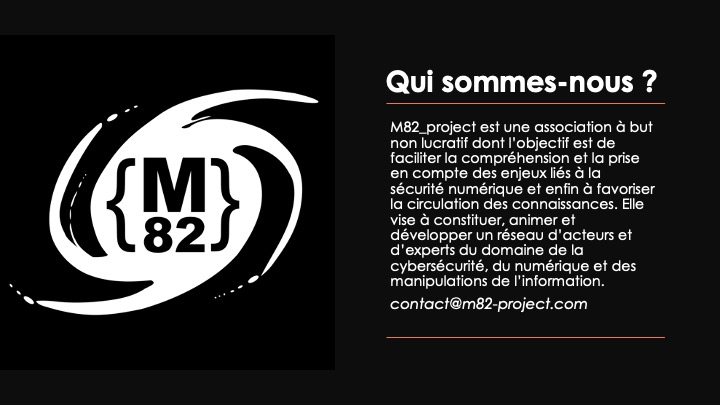 {M}
82
Qui sommes-nous ?
M82_project est une association à but
non lucratif dont l'objectif est de
faciliter la compréhension et la prise
en compte des enjeux liés à la
sécurité numérique et enfin à favoriser
la circulation des connaissances. Elle
vise à constituer, animer et
développer un réseau d'acteurs et
d'experts du domaine de la
cybersécurité, du numérique et des
manipulations de l'information.
contact@m82-project.com